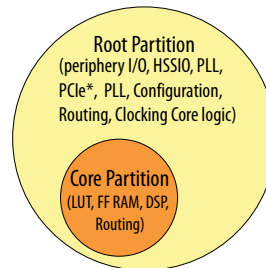 Root Partition
(periphery I/O, HSSIO, PLL,
PCIe*, PLL, Configuration,
Routing, Clocking Core logic)
Core Partition
(LUT, FF RAM, DSP,
Routing)